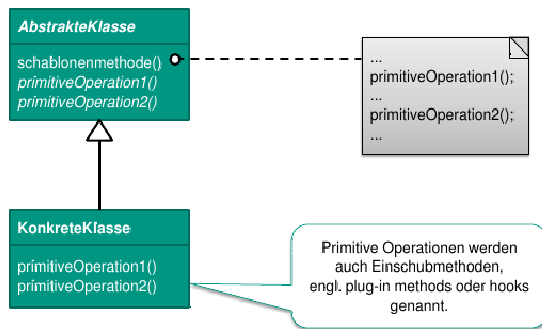 AbstrakteKlasse
schablonenmethode()
primitiveOperation1()
primitiveOperation2()
...
primitiveOperation1();
...
primitiveOperation2();
...
KonkreteKlasse
primitiveOperation1()
primitiveOperation2()
Primitive Operationen werden
auch Einschubmethoden,
engl. plug-in methods oder hooks
genannt.